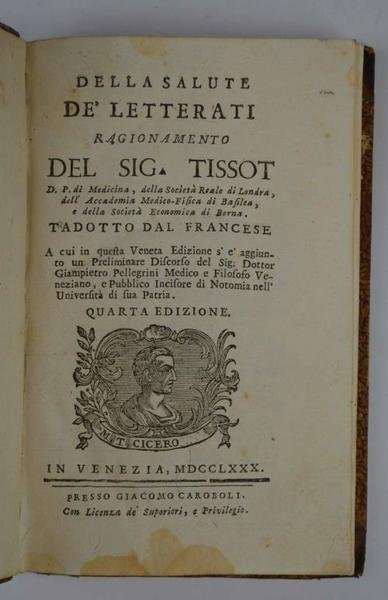 DELLA SALUTE
DE' LETTERATI
RAGIONAMENTO
DEL SIG. TISSOT
D. P. di Medicina, della Società Reale di Londra,
dell' Accademia Medico-Fisica di Basilea,
e della Società Economica di Berna.
TADOTTO DAL FRANCESE
A cui in questa Veneta Edizione s' e' aggiun-
to un Preliminare Discorso del Sig: Dottor
Giampietro Pellegrini Medico e Filosofo Ve-
neziano, e Pubblico Incisore di Notomia nell'
Università di sua Patria.
QUARTA EDIZIONE.
M. T. CICERO
IN VENEZIA, MDCCLXXX.
PRESSO GIACOMO CAROBOLI.
Con Licenza de' Superiori, e Privilegio.